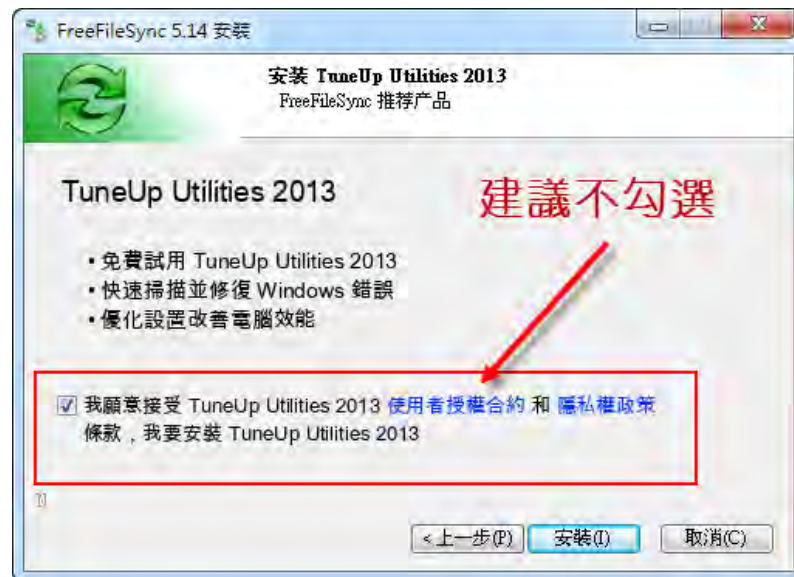 FreeFileSync 5.14 安裝
安装 TuneUp Utilities 2013
FreeFileSync 推荐产品
TuneUp Utilities 2013
建議不勾選
•免費試用 TuneUp Utilities 2013
•快速掃描並修復 Windows 錯誤
•優化設置改善電腦效能
我願意接受 TuneUp Utilities 2013 使用者授權合約 和 隱私權政策
條款，我要安裝 TuneUp Utilities 2013
<上一步(P)
安裝(I)
取消(C)